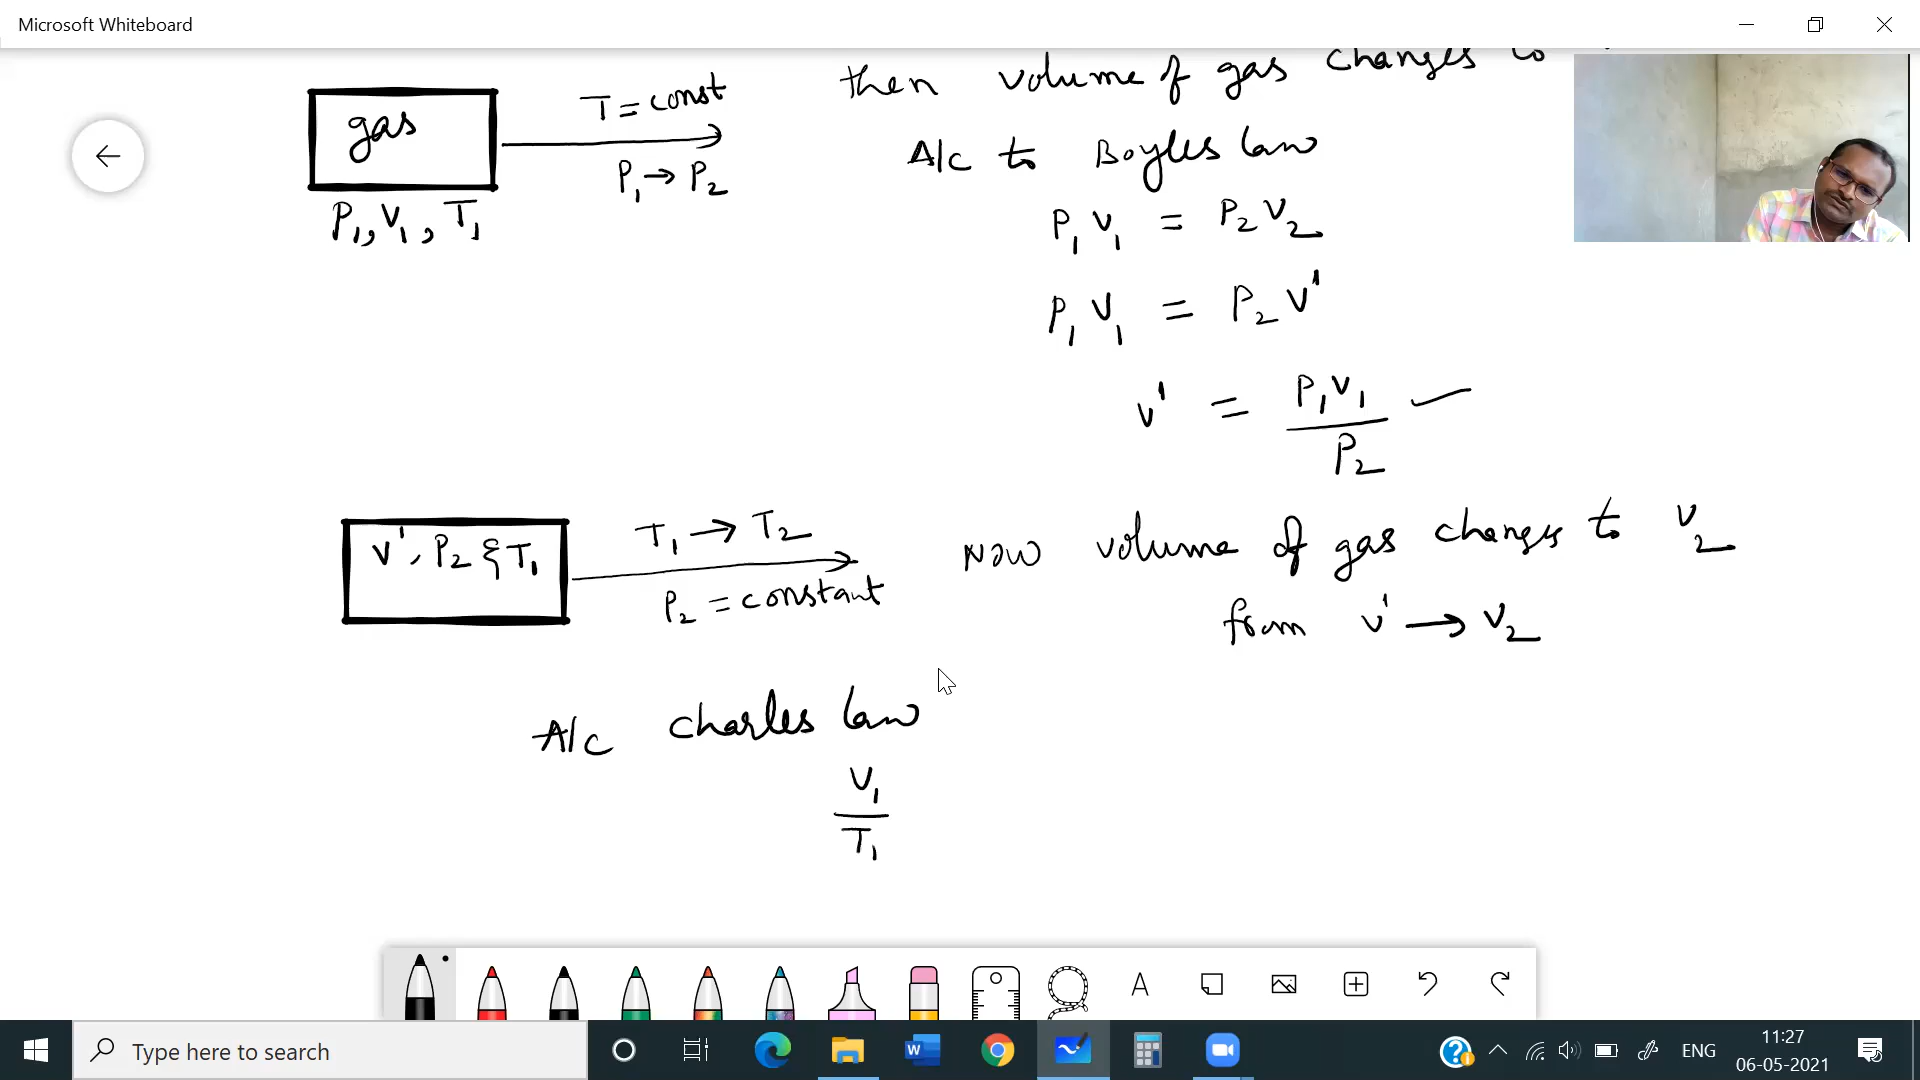 Microsoft Whiteboard
then volume of gas changes to
gas
T = const
P₁ → P₂
P₁, V₁, T₁
A/c to Boyles law
P₁ V₁ = P₂ V₂
P₁ V₁ = P₂ V'
V' = P₁V₁ / P₂
V', P₂ & T₁
T₁ → T₂
P₂ = constant
Now volume of gas changes to V₂
from V' → V₂
A/c charles law
V₁ / T₁
Type here to search
ENG
11:27
06-05-2021